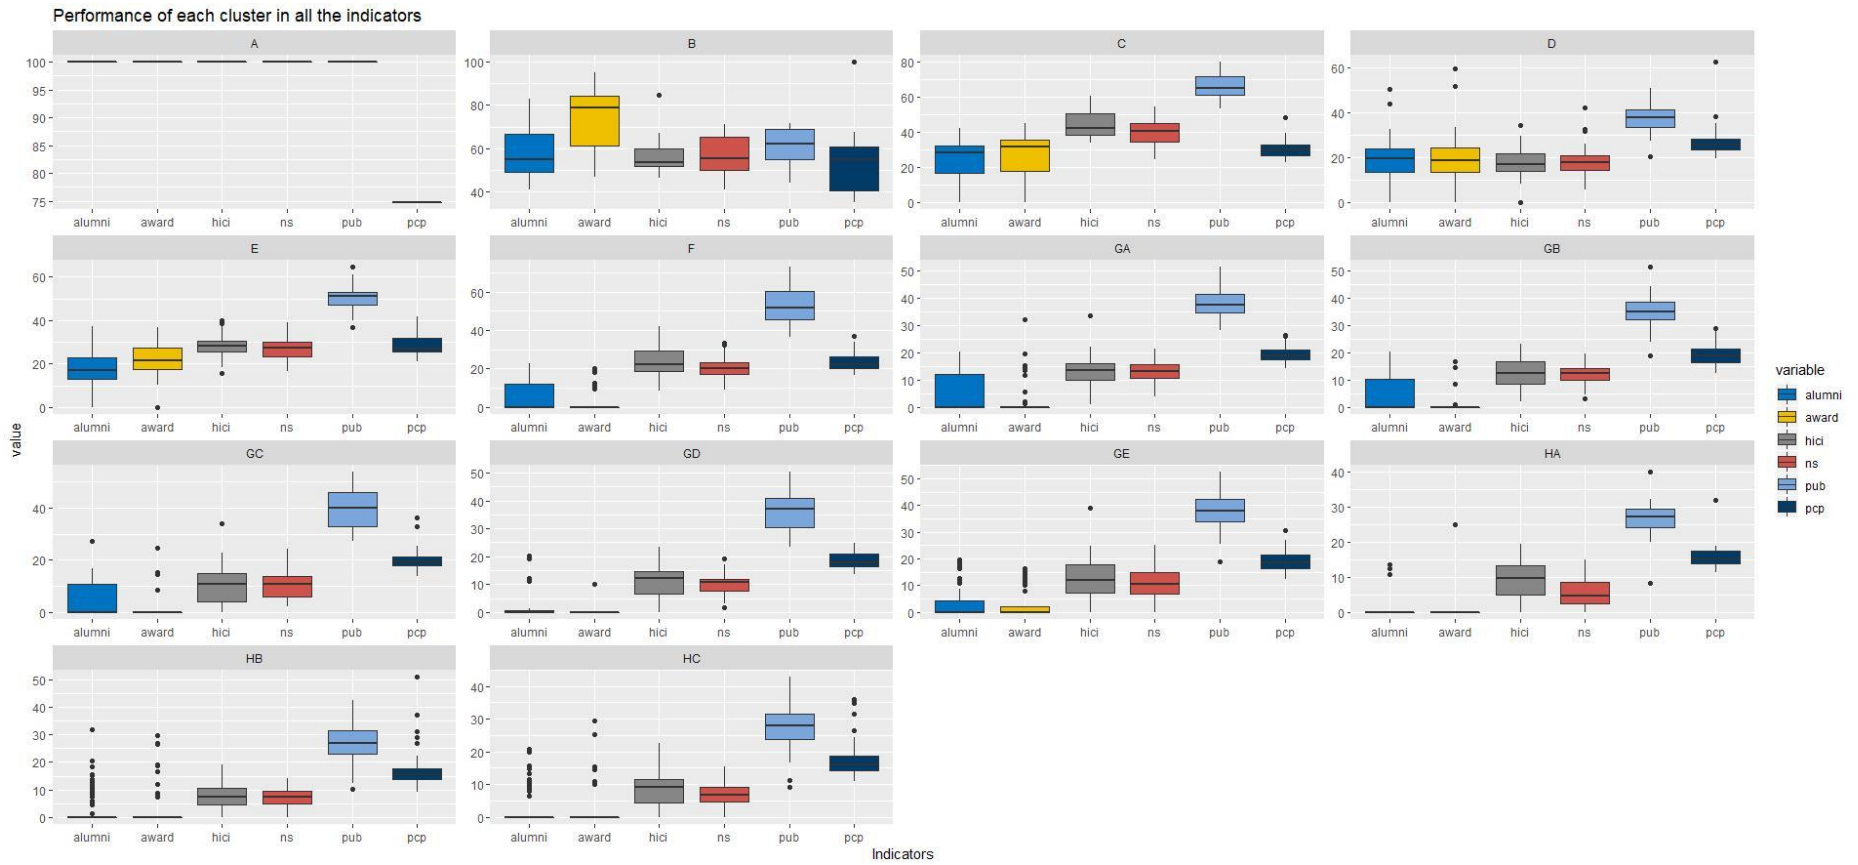 Performance of each cluster in all the indicators
A
B
C
D
100
95
90
85
80
75
100
80
60
40
80
60
40
20
0
60
40
20
0
alumni award hici ns pub pcp
alumni award hici ns pub pcp
alumni award hici ns pub pcp
alumni award hici ns pub pcp
E
F
GA
GB
60
40
20
0
60
40
20
0
50
40
30
20
10
0
50
40
30
20
10
0
alumni award hici ns pub pcp
alumni award hici ns pub pcp
alumni award hici ns pub pcp
alumni award hici ns pub pcp
GC
GD
GE
HA
40
20
0
50
40
30
20
10
0
50
40
30
20
10
0
40
30
20
10
0
alumni award hici ns pub pcp
alumni award hici ns pub pcp
alumni award hici ns pub pcp
alumni award hici ns pub pcp
HB
HC
50
40
30
20
10
0
40
30
20
10
0
alumni award hici ns pub pcp
alumni award hici ns pub pcp
value
Indicators
variable
alumni
award
hici
ns
pub
pcp